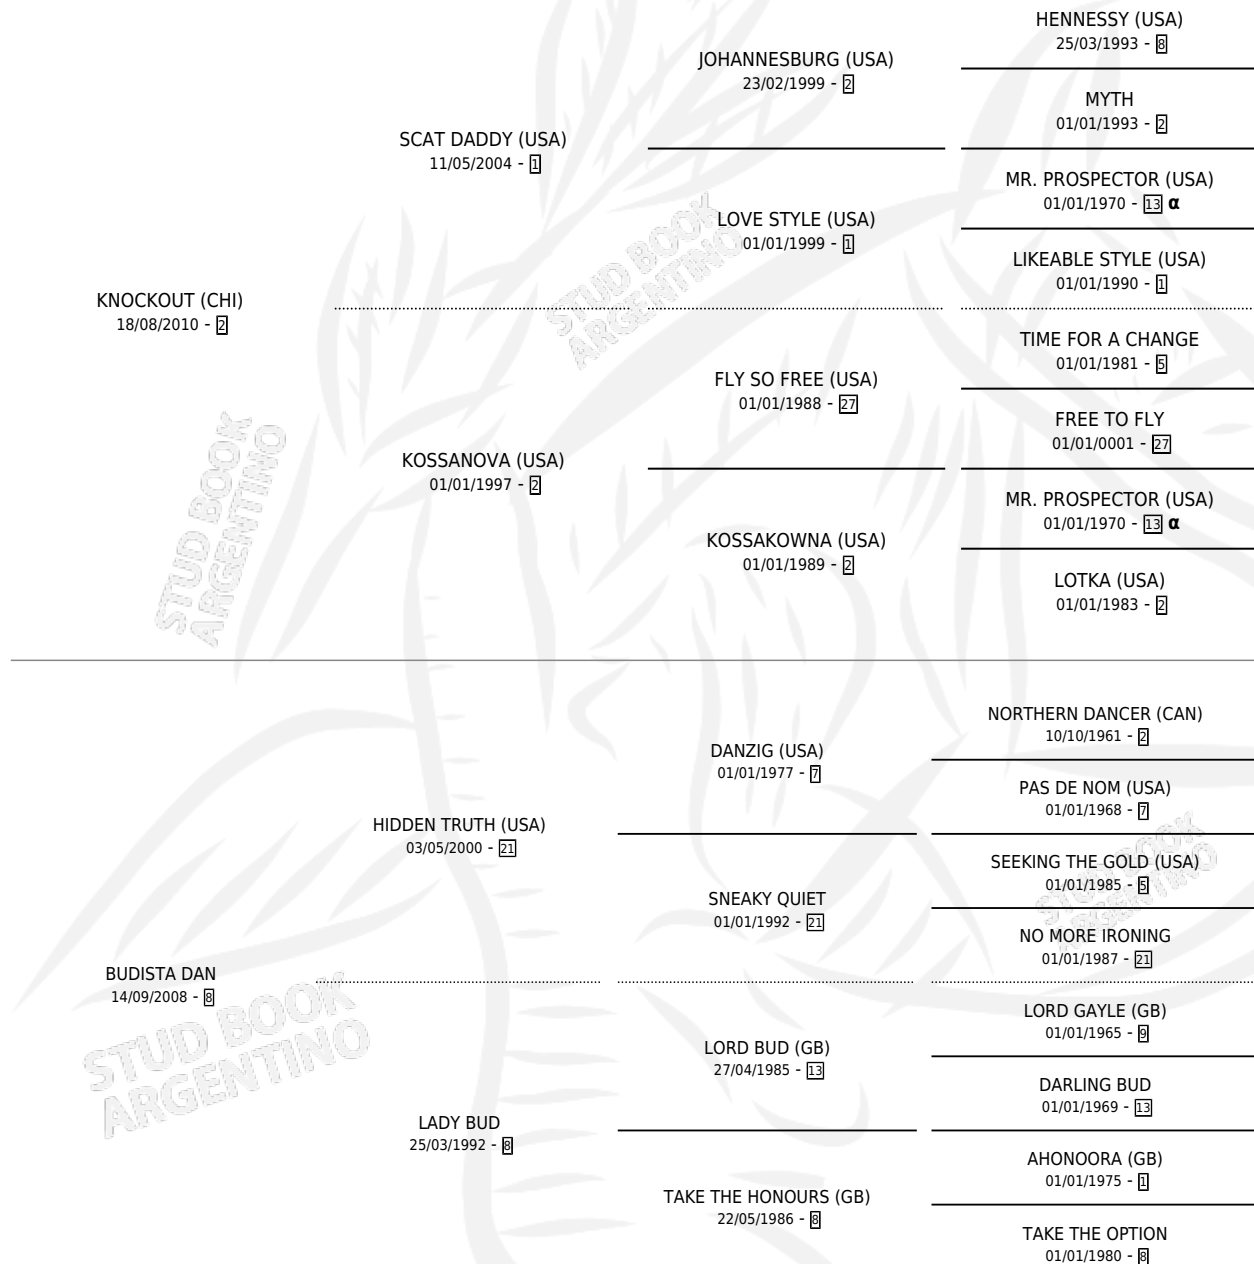 HENNESSY (USA)
25/03/1993 - 8
JOHANNESBURG (USA)
23/02/1999 - 2
MYTH
01/01/1993 - 2
SCAT DADDY (USA)
11/05/2004 - 1
MR. PROSPECTOR (USA)
01/01/1970 - 13 α
LOVE STYLE (USA)
01/01/1999 - 1
LIKEABLE STYLE (USA)
01/01/1990 - 1
KNOCKOUT (CHI)
18/08/2010 - 2
TIME FOR A CHANGE
01/01/1981 - 5
FLY SO FREE (USA)
01/01/1988 - 27
FREE TO FLY
01/01/0001 - 27
KOSSANOVA (USA)
01/01/1997 - 2
MR. PROSPECTOR (USA)
01/01/1970 - 13 α
KOSSAKOWNA (USA)
01/01/1989 - 2
LOTKA (USA)
01/01/1983 - 2
NORTHERN DANCER (CAN)
10/10/1961 - 2
DANZIG (USA)
01/01/1977 - 7
PAS DE NOM (USA)
01/01/1968 - 7
HIDDEN TRUTH (USA)
03/05/2000 - 21
SEEKING THE GOLD (USA)
01/01/1985 - 5
SNEAKY QUIET
01/01/1992 - 21
NO MORE IRONING
01/01/1987 - 21
BUDISTA DAN
14/09/2008 - 8
LORD GAYLE (GB)
01/01/1965 - 9
LORD BUD (GB)
27/04/1985 - 13
DARLING BUD
01/01/1969 - 13
LADY BUD
25/03/1992 - 8
AHONOORA (GB)
01/01/1975 - 1
TAKE THE HONOURS (GB)
22/05/1986 - 8
TAKE THE OPTION
01/01/1980 - 8
STUD BOOK
ARGENTINO
STUD BOOK
ARGENTINO
STUD BOOK
ARGENTINO
STUD BOOK
ARGENTINO